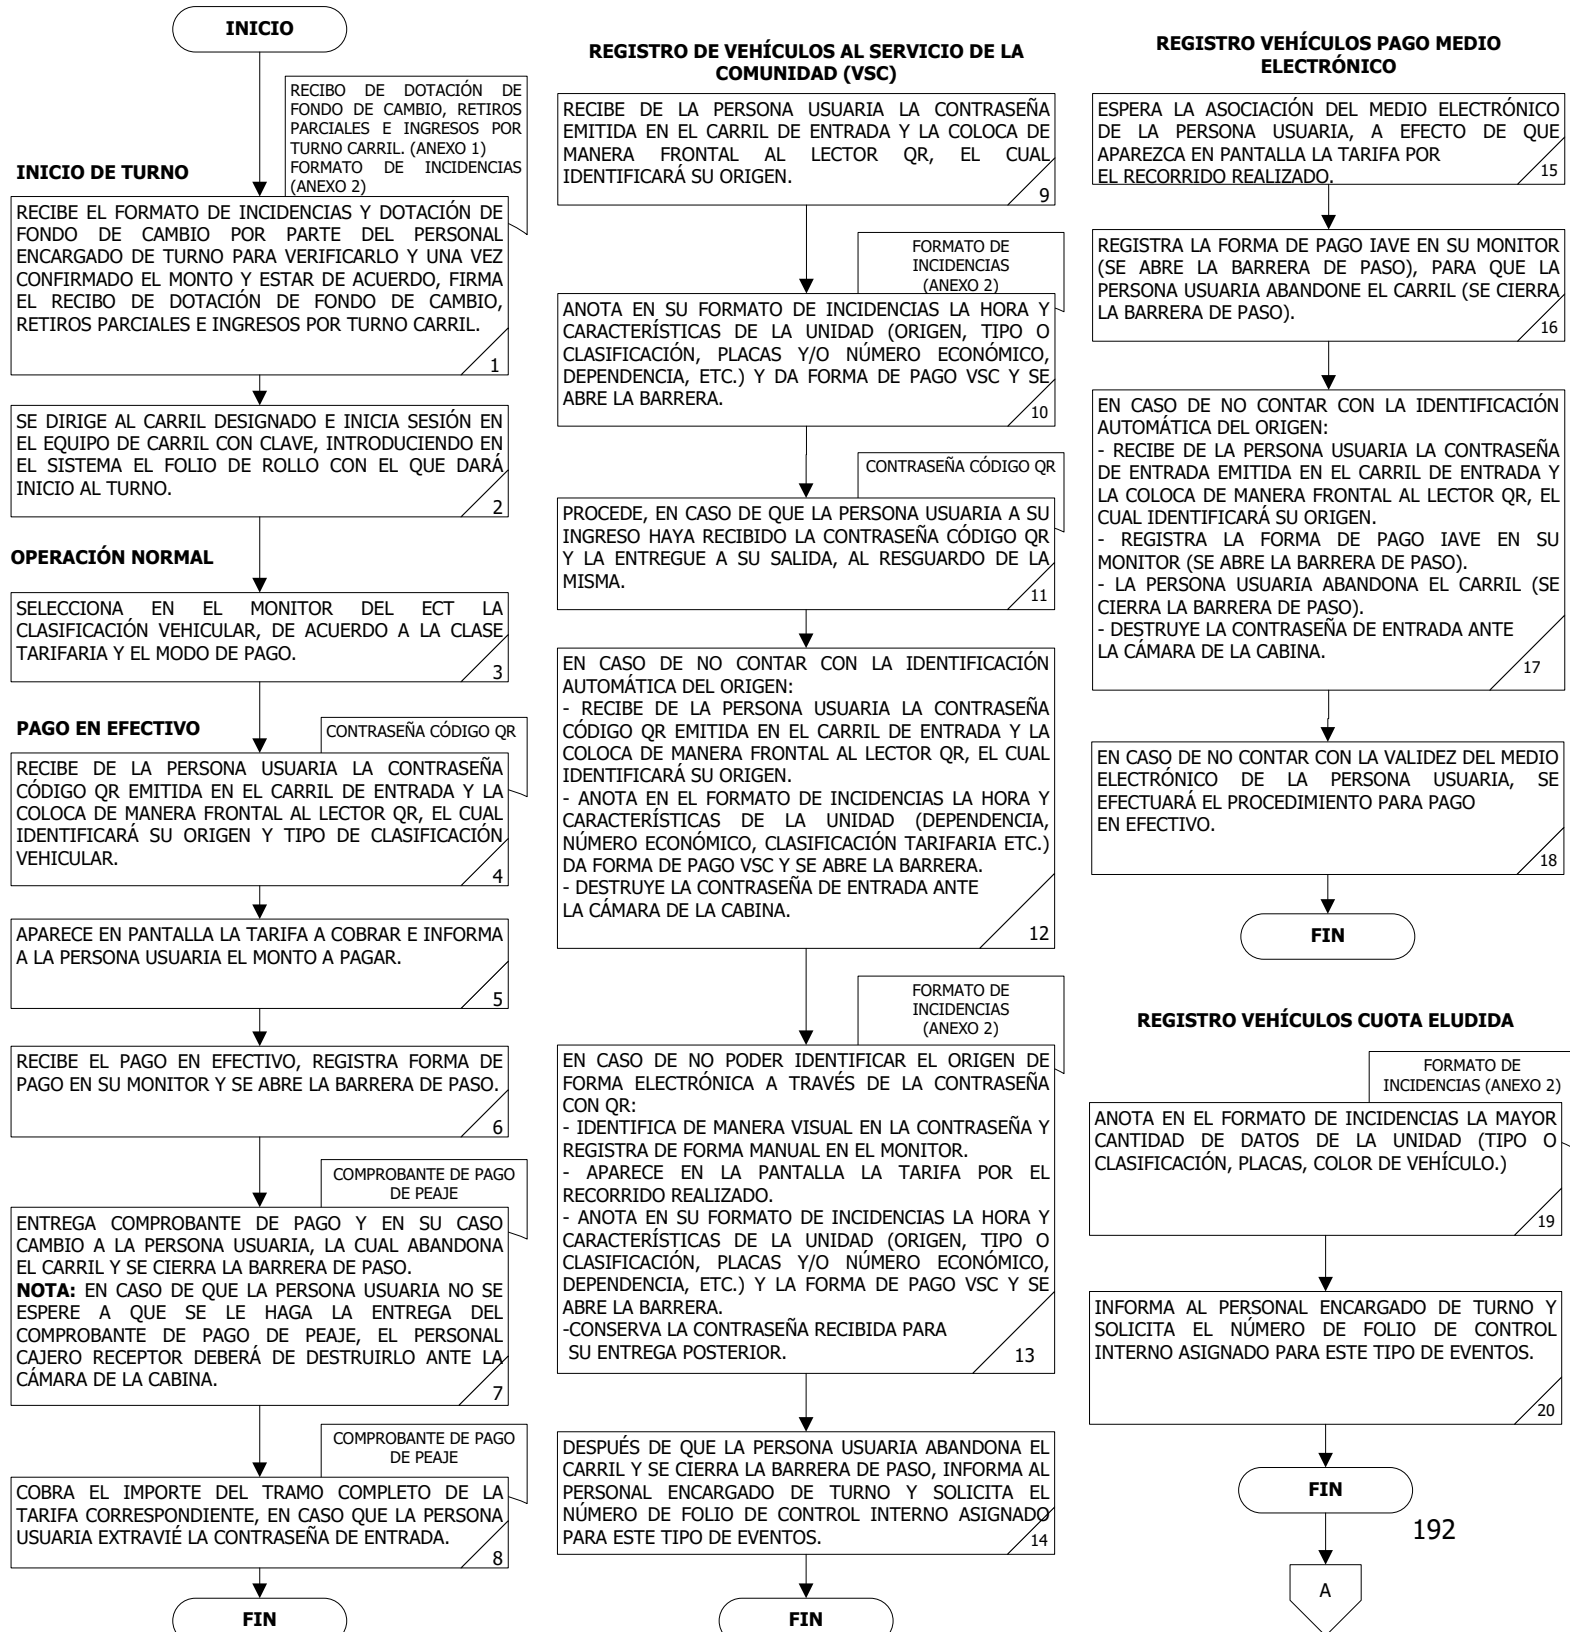 INICIO
RECIBO DE DOTACIÓN DE
FONDO DE CAMBIO, RETIROS
PARCIALES E INGRESOS POR
TURNO CARRIL. (ANEXO 1)
FORMATO DE INCIDENCIAS
(ANEXO 2)
INICIO DE TURNO
RECIBE EL FORMATO DE INCIDENCIAS Y DOTACIÓN DE
FONDO DE CAMBIO POR PARTE DEL PERSONAL
ENCARGADO DE TURNO PARA VERIFICARLO Y UNA VEZ
CONFIRMADO EL MONTO Y ESTAR DE ACUERDO, FIRMA
EL RECIBO DE DOTACIÓN DE FONDO DE CAMBIO,
RETIROS PARCIALES E INGRESOS POR TURNO CARRIL.
1
SE DIRIGE AL CARRIL DESIGNADO E INICIA SESIÓN EN
EL EQUIPO DE CARRIL CON CLAVE, INTRODUCIENDO EN
EL SISTEMA EL FOLIO DE ROLLO CON EL QUE DARÁ
INICIO AL TURNO.
2
OPERACIÓN NORMAL
SELECCIONA EN EL MONITOR DEL ECT LA
CLASIFICACIÓN VEHICULAR, DE ACUERDO A LA CLASE
TARIFARIA Y EL MODO DE PAGO.
3
PAGO EN EFECTIVO
CONTRASEÑA CÓDIGO QR
RECIBE DE LA PERSONA USUARIA LA CONTRASEÑA
CÓDIGO QR EMITIDA EN EL CARRIL DE ENTRADA Y LA
COLOCA DE MANERA FRONTAL AL LECTOR QR, EL CUAL
IDENTIFICARÁ SU ORIGEN Y TIPO DE CLASIFICACIÓN
VEHICULAR.
4
APARECE EN PANTALLA LA TARIFA A COBRAR E INFORMA
A LA PERSONA USUARIA EL MONTO A PAGAR.
5
RECIBE EL PAGO EN EFECTIVO, REGISTRA FORMA DE
PAGO EN SU MONITOR Y SE ABRE LA BARRERA DE PASO.
6
COMPROBANTE DE PAGO
DE PEAJE
ENTREGA COMPROBANTE DE PAGO Y EN SU CASO
CAMBIO A LA PERSONA USUARIA, LA CUAL ABANDONA
EL CARRIL Y SE CIERRA LA BARRERA DE PASO.
NOTA: EN CASO DE QUE LA PERSONA USUARIA NO SE
ESPERE A QUE SE LE HAGA LA ENTREGA DEL
COMPROBANTE DE PAGO DE PEAJE, EL PERSONAL
CAJERO RECEPTOR DEBERÁ DE DESTRUIRLO ANTE LA
CÁMARA DE LA CABINA.
7
COMPROBANTE DE PAGO
DE PEAJE
COBRA EL IMPORTE DEL TRAMO COMPLETO DE LA
TARIFA CORRESPONDIENTE, EN CASO QUE LA PERSONA
USUARIA EXTRAVIÉ LA CONTRASEÑA DE ENTRADA.
8
FIN
REGISTRO DE VEHÍCULOS AL SERVICIO DE LA
COMUNIDAD (VSC)
RECIBE DE LA PERSONA USUARIA LA CONTRASEÑA
EMITIDA EN EL CARRIL DE ENTRADA Y LA COLOCA DE
MANERA FRONTAL AL LECTOR QR, EL CUAL
IDENTIFICARÁ SU ORIGEN.
9
FORMATO DE
INCIDENCIAS
(ANEXO 2)
ANOTA EN SU FORMATO DE INCIDENCIAS LA HORA Y
CARACTERÍSTICAS DE LA UNIDAD (ORIGEN, TIPO O
CLASIFICACIÓN, PLACAS Y/O NÚMERO ECONÓMICO,
DEPENDENCIA, ETC.) Y DA FORMA DE PAGO VSC Y SE
ABRE LA BARRERA.
10
CONTRASEÑA CÓDIGO QR
PROCEDE, EN CASO DE QUE LA PERSONA USUARIA A SU
INGRESO HAYA RECIBIDO LA CONTRASEÑA CÓDIGO QR
Y LA ENTREGUE A SU SALIDA, AL RESGUARDO DE LA
MISMA.
11
EN CASO DE NO CONTAR CON LA IDENTIFICACIÓN
AUTOMÁTICA DEL ORIGEN:
- RECIBE DE LA PERSONA USUARIA LA CONTRASEÑA
CÓDIGO QR EMITIDA EN EL CARRIL DE ENTRADA Y LA
COLOCA DE MANERA FRONTAL AL LECTOR QR, EL CUAL
IDENTIFICARÁ SU ORIGEN.
- ANOTA EN EL FORMATO DE INCIDENCIAS LA HORA Y
CARACTERÍSTICAS DE LA UNIDAD (DEPENDENCIA,
NÚMERO ECONÓMICO, CLASIFICACIÓN TARIFARIA ETC.)
DA FORMA DE PAGO VSC Y SE ABRE LA BARRERA.
- DESTRUYE LA CONTRASEÑA DE ENTRADA ANTE
LA CÁMARA DE LA CABINA.
12
FORMATO DE
INCIDENCIAS
(ANEXO 2)
EN CASO DE NO PODER IDENTIFICAR EL ORIGEN DE
FORMA ELECTRÓNICA A TRAVÉS DE LA CONTRASEÑA
CON QR:
- IDENTIFICA DE MANERA VISUAL EN LA CONTRASEÑA Y
REGISTRA DE FORMA MANUAL EN EL MONITOR.
- APARECE EN LA PANTALLA LA TARIFA POR EL
RECORRIDO REALIZADO.
- ANOTA EN SU FORMATO DE INCIDENCIAS LA HORA Y
CARACTERÍSTICAS DE LA UNIDAD (ORIGEN, TIPO O
CLASIFICACIÓN, PLACAS Y/O NÚMERO ECONÓMICO,
DEPENDENCIA, ETC.) Y LA FORMA DE PAGO VSC Y SE
ABRE LA BARRERA.
-CONSERVA LA CONTRASEÑA RECIBIDA PARA
SU ENTREGA POSTERIOR.
13
DESPUÉS DE QUE LA PERSONA USUARIA ABANDONA EL
CARRIL Y SE CIERRA LA BARRERA DE PASO, INFORMA AL
PERSONAL ENCARGADO DE TURNO Y SOLICITA EL
NÚMERO DE FOLIO DE CONTROL INTERNO ASIGNADO
PARA ESTE TIPO DE EVENTOS.
14
FIN
REGISTRO VEHÍCULOS PAGO MEDIO
ELECTRÓNICO
ESPERA LA ASOCIACIÓN DEL MEDIO ELECTRÓNICO
DE LA PERSONA USUARIA, A EFECTO DE QUE
APAREZCA EN PANTALLA LA TARIFA POR
EL RECORRIDO REALIZADO.
15
REGISTRA LA FORMA DE PAGO IAVE EN SU MONITOR
(SE ABRE LA BARRERA DE PASO), PARA QUE LA
PERSONA USUARIA ABANDONE EL CARRIL (SE CIERRA
LA BARRERA DE PASO).
16
EN CASO DE NO CONTAR CON LA IDENTIFICACIÓN
AUTOMÁTICA DEL ORIGEN:
- RECIBE DE LA PERSONA USUARIA LA CONTRASEÑA
DE ENTRADA EMITIDA EN EL CARRIL DE ENTRADA Y
LA COLOCA DE MANERA FRONTAL AL LECTOR QR, EL
CUAL IDENTIFICARÁ SU ORIGEN.
- REGISTRA LA FORMA DE PAGO IAVE EN SU
MONITOR (SE ABRE LA BARRERA DE PASO).
- LA PERSONA USUARIA ABANDONA EL CARRIL (SE
CIERRA LA BARRERA DE PASO).
- DESTRUYE LA CONTRASEÑA DE ENTRADA ANTE
LA CÁMARA DE LA CABINA.
17
EN CASO DE NO CONTAR CON LA VALIDEZ DEL MEDIO
ELECTRÓNICO DE LA PERSONA USUARIA, SE
EFECTUARÁ EL PROCEDIMIENTO PARA PAGO
EN EFECTIVO.
18
FIN
REGISTRO VEHÍCULOS CUOTA ELUDIDA
FORMATO DE
INCIDENCIAS (ANEXO 2)
ANOTA EN EL FORMATO DE INCIDENCIAS LA MAYOR
CANTIDAD DE DATOS DE LA UNIDAD (TIPO O
CLASIFICACIÓN, PLACAS, COLOR DE VEHÍCULO.)
19
INFORMA AL PERSONAL ENCARGADO DE TURNO Y
SOLICITA EL NÚMERO DE FOLIO DE CONTROL
INTERNO ASIGNADO PARA ESTE TIPO DE EVENTOS.
20
FIN
192
A